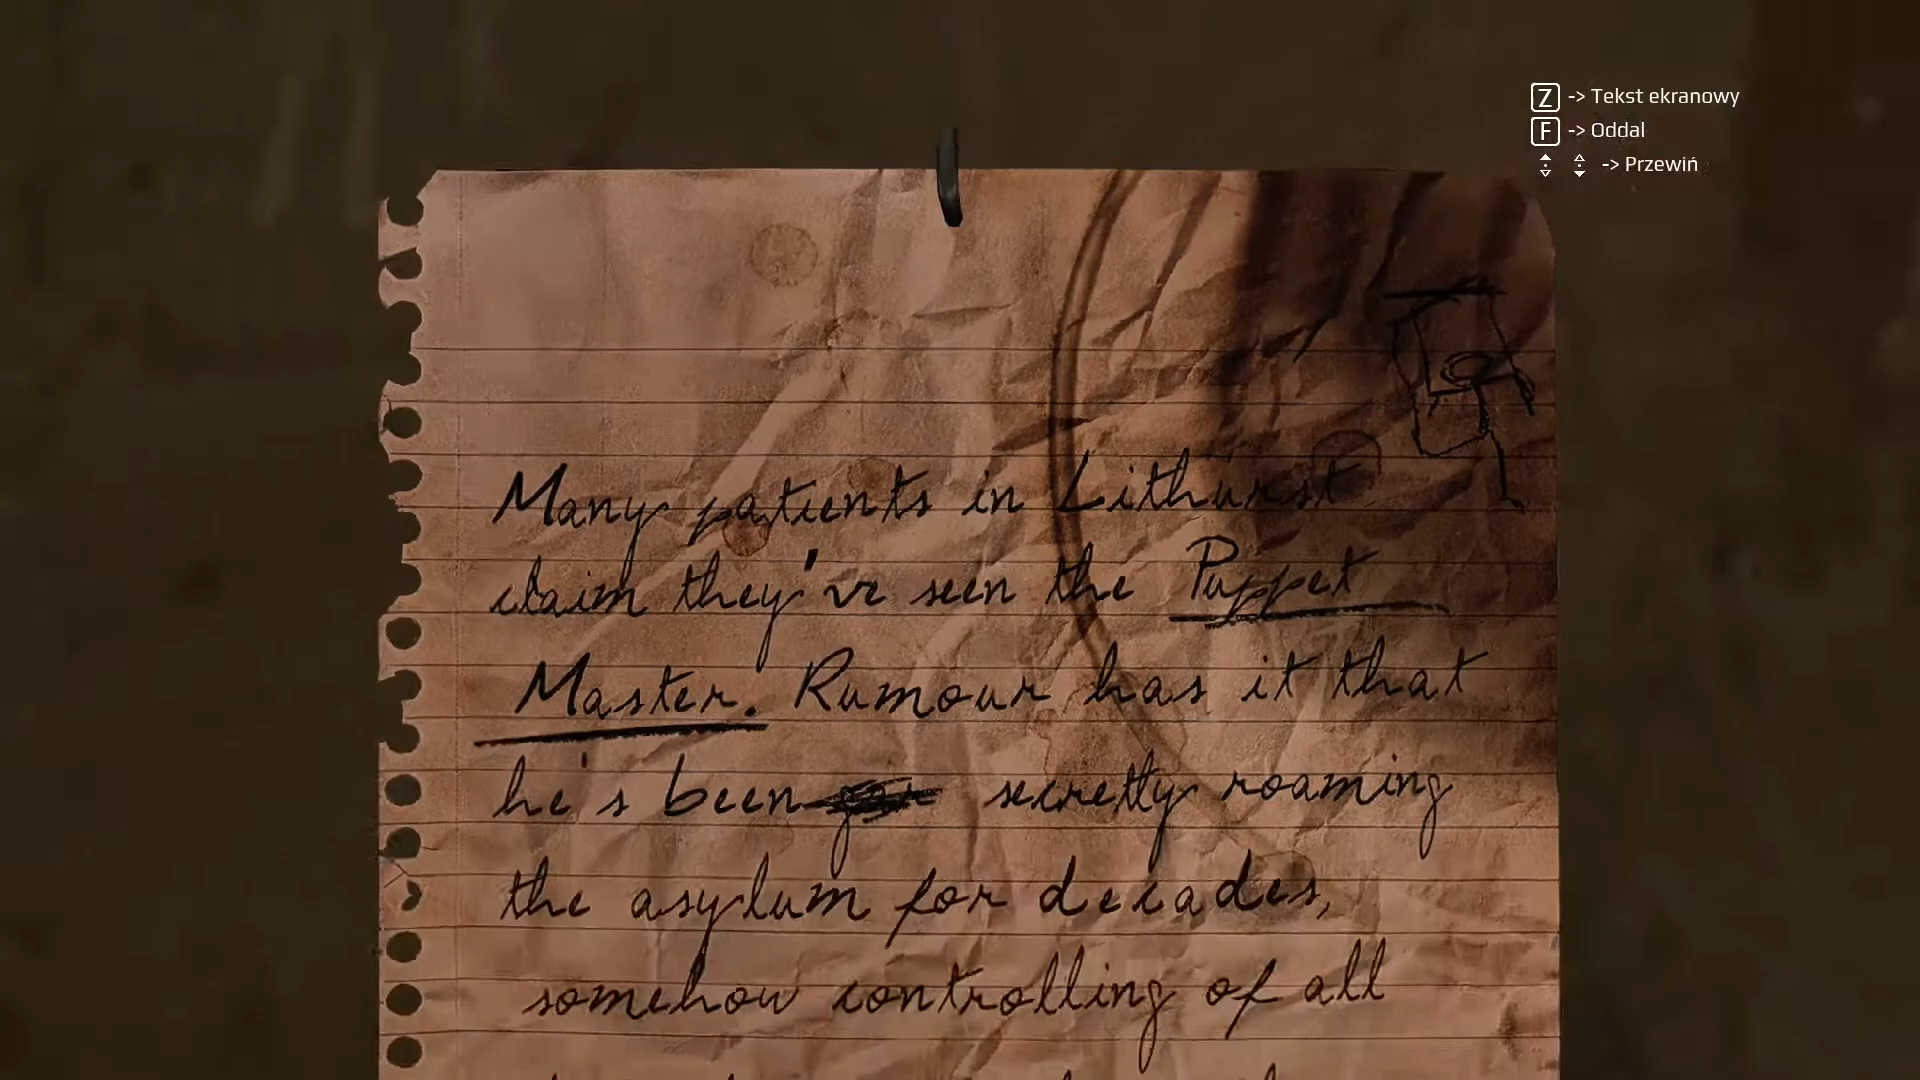 Z -> Tekst ekranowy
F -> Oddal
-> Przewiń
Many patients in Lithurst
claim they've seen the Puppet
Master. Rumour has it that
he's been secretly roaming
the asylum for decades,
somehow controlling of all